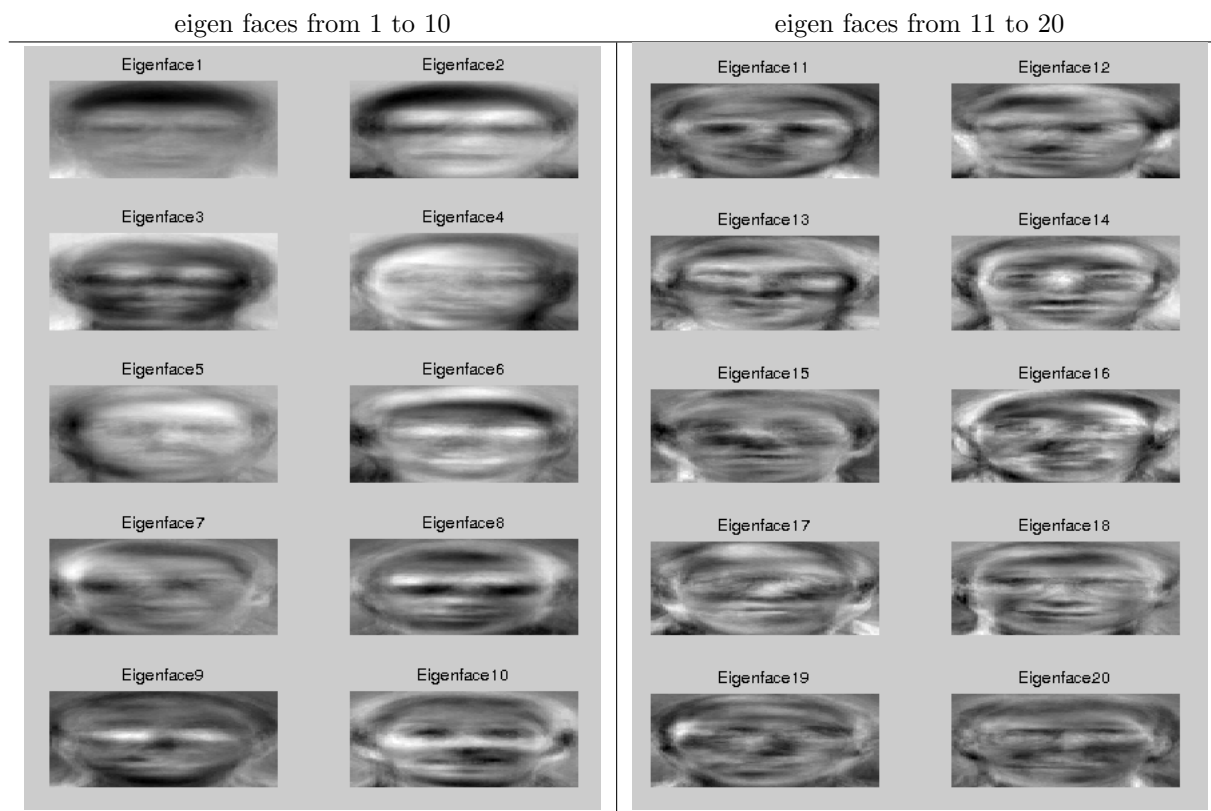 eigen faces from 1 to 10
eigen faces from 11 to 20
Eigenface1
Eigenface2
Eigenface3
Eigenface4
Eigenface5
Eigenface6
Eigenface7
Eigenface8
Eigenface9
Eigenface10
Eigenface11
Eigenface12
Eigenface13
Eigenface14
Eigenface15
Eigenface16
Eigenface17
Eigenface18
Eigenface19
Eigenface20